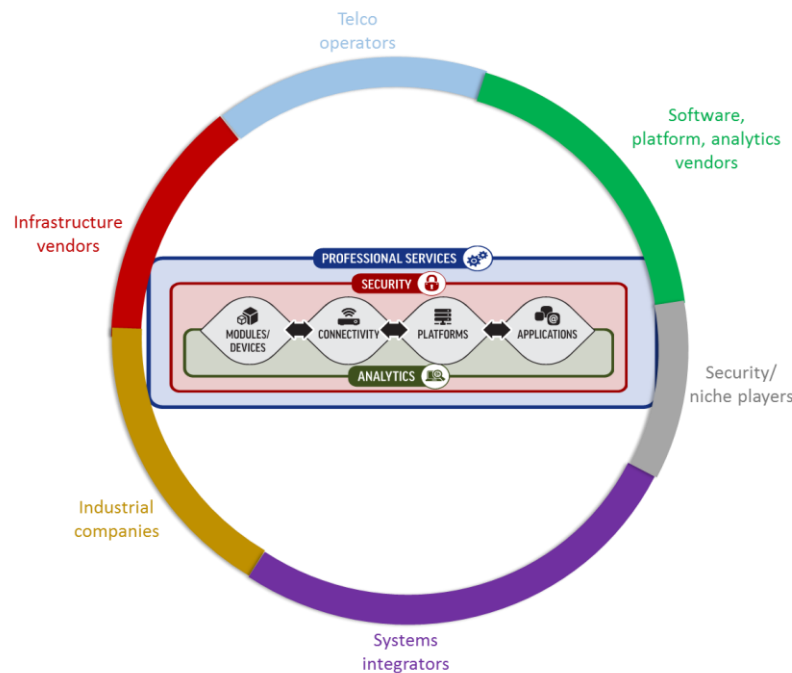 Telco
operators
Software,
platform, analytics
vendors
Infrastructure
vendors
PROFESSIONAL SERVICES
SECURITY
MODULES/
DEVICES
CONNECTIVITY
PLATFORMS
APPLICATIONS
ANALYTICS
Security/
niche players
Industrial
companies
Systems
integrators